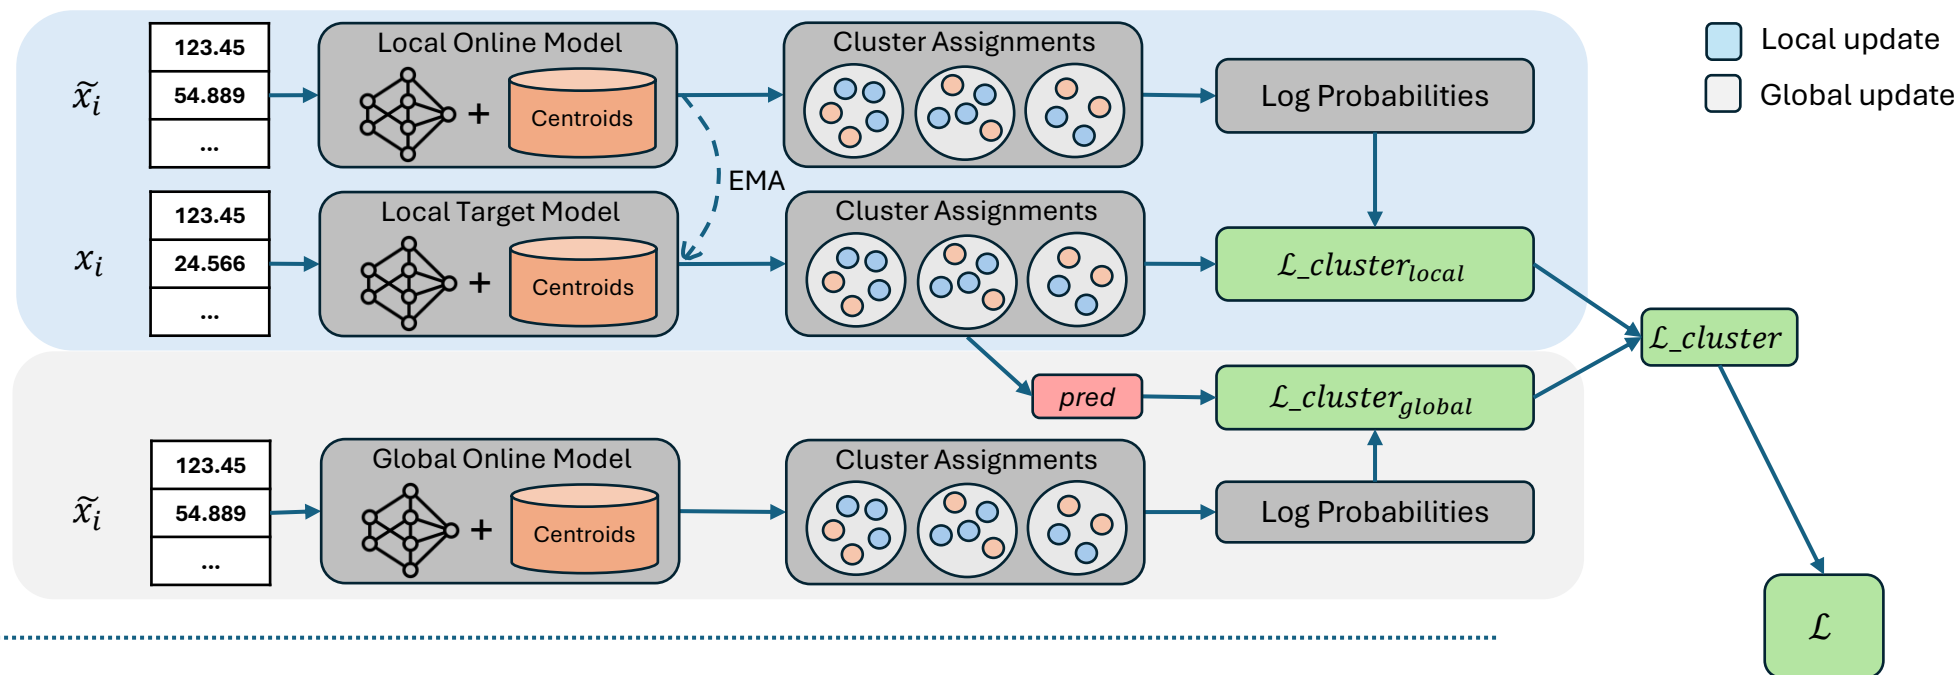 Local update
Global update
x̃ᵢ
123.45
54.889
...
Local Online Model
+
Centroids
Cluster Assignments
Log Probabilities
EMA
xᵢ
123.45
24.566
...
Local Target Model
+
Centroids
Cluster Assignments
ℒ_cluster_local
ℒ_cluster
pred
ℒ_cluster_global
x̃ᵢ
123.45
54.889
...
Global Online Model
+
Centroids
Cluster Assignments
Log Probabilities
ℒ